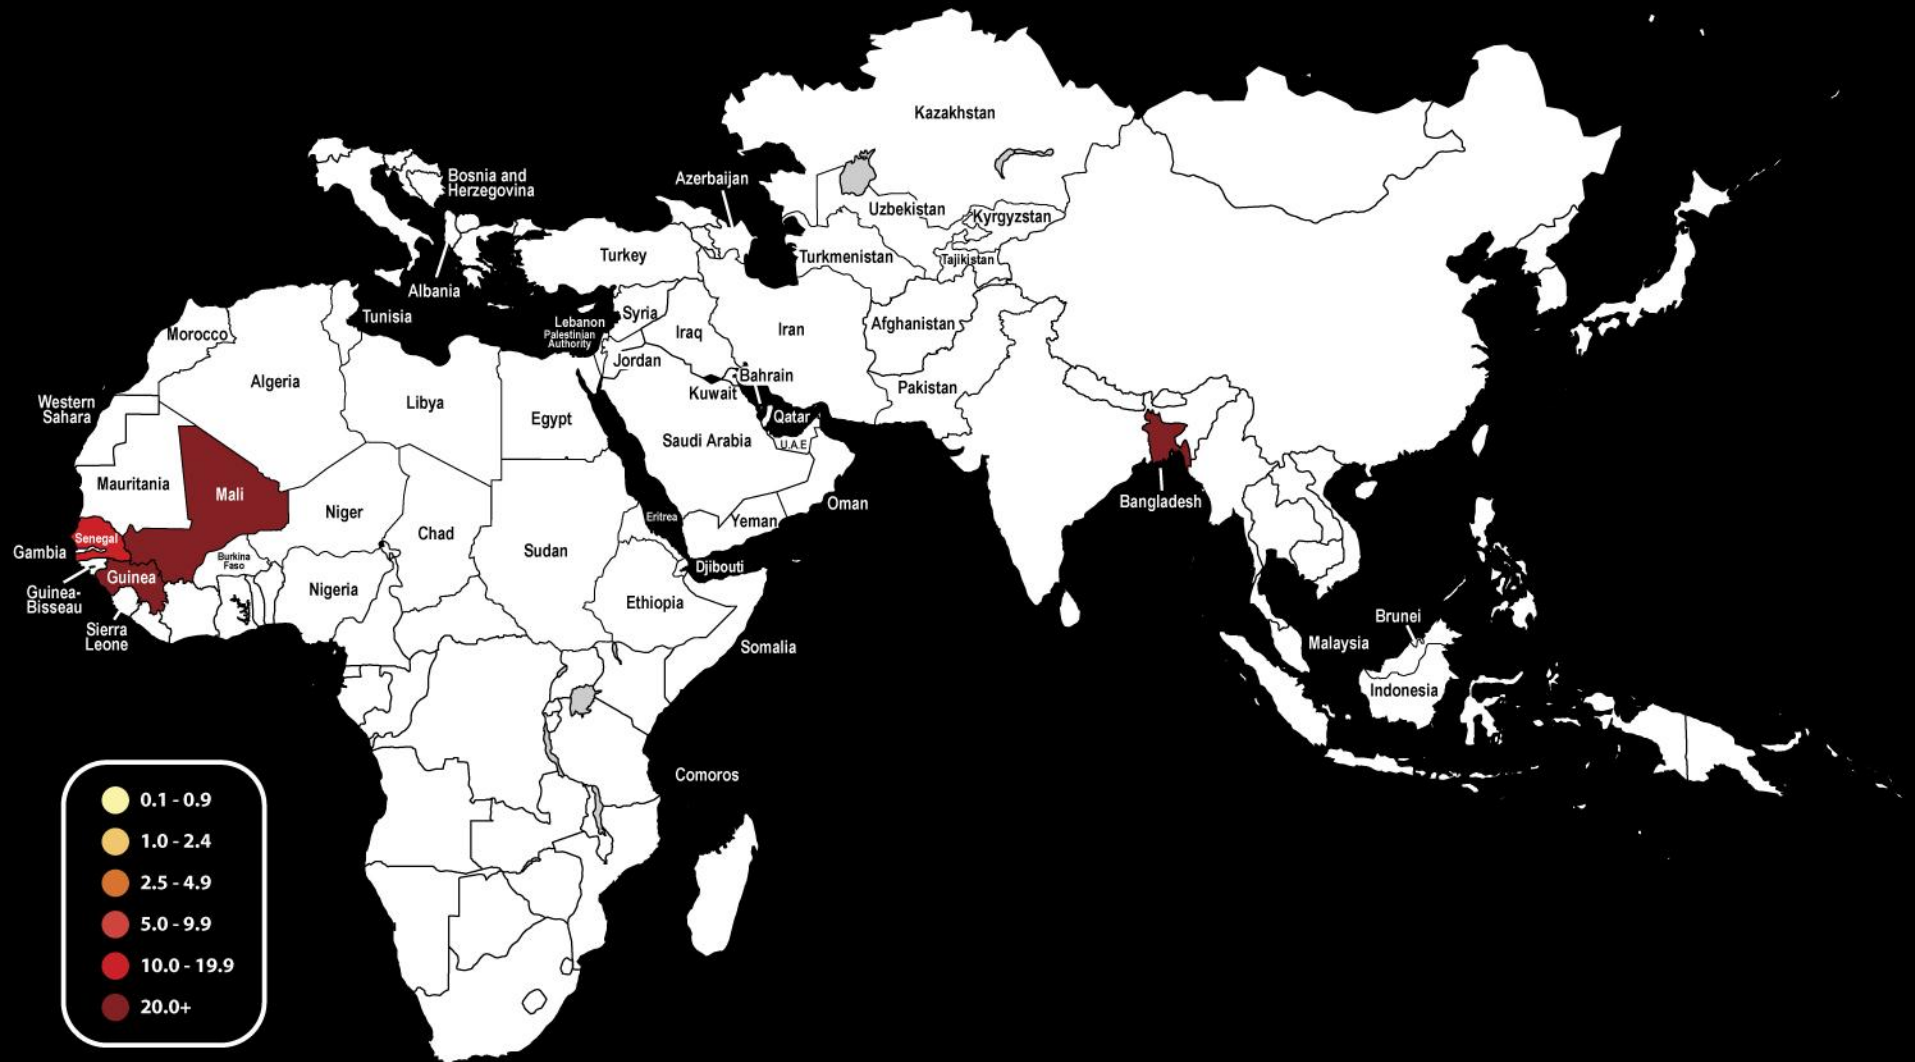 Kazakhstan
Bosnia and
Herzegovina
Azerbaijan
Uzbekistan
Kyrgyzstan
Turkey
Turkmenistan
Tajikistan
Albania
Tunisia
Lebanon
Syria
Palestinian
Authority
Iraq
Iran
Afghanistan
Morocco
Jordan
Algeria
Bahrain
Pakistan
Kuwait
Western
Sahara
Libya
Egypt
Qatar
Saudi Arabia
U.A.E
Mauritania
Mali
Niger
Oman
Bangladesh
Eritrea
Yeman
Chad
Senegal
Sudan
Gambia
Burkina
Faso
Djibouti
Guinea
Nigeria
Guinea-
Bisseau
Ethiopia
Sierra
Leone
Brunei
Somalia
Malaysia
Indonesia
Comoros
0.1 - 0.9
1.0 - 2.4
2.5 - 4.9
5.0 - 9.9
10.0 - 19.9
20.0+